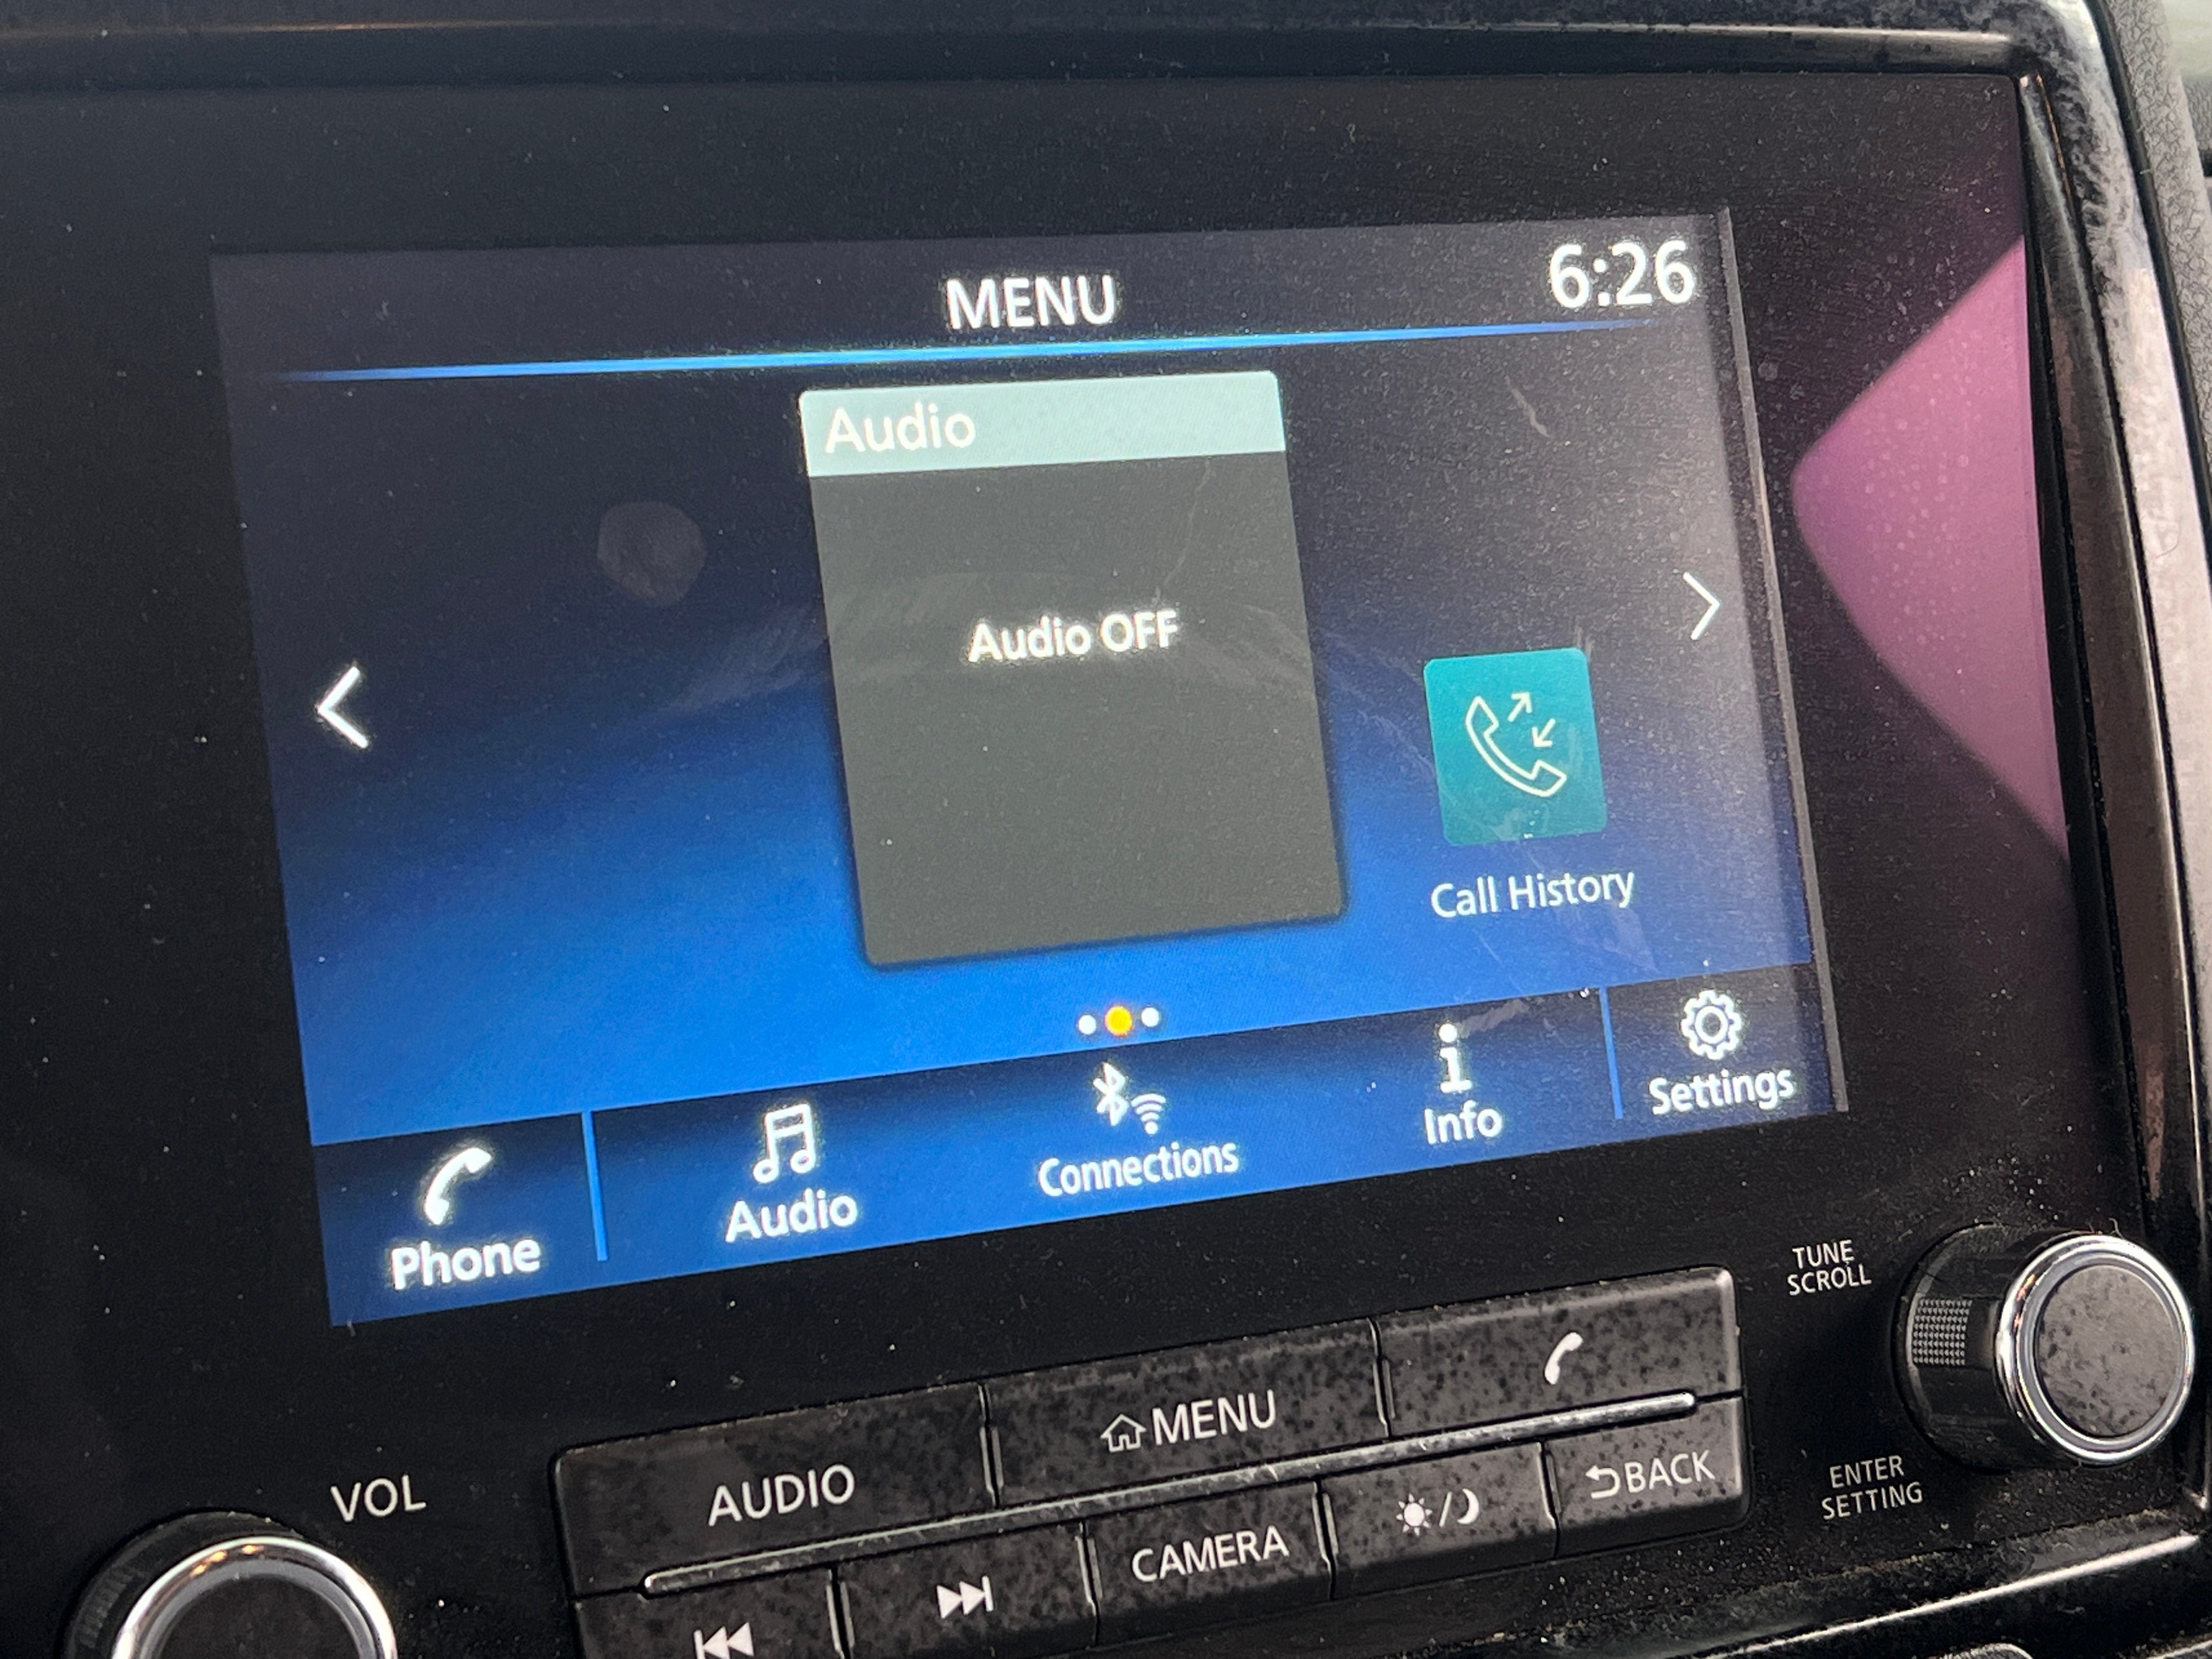 MENU
6:26
Audio
Audio OFF
Call History
Phone
Audio
Connections
Info
Settings
TUNE
SCROLL
VOL
AUDIO
MENU
CAMERA
BACK
ENTER
SETTING